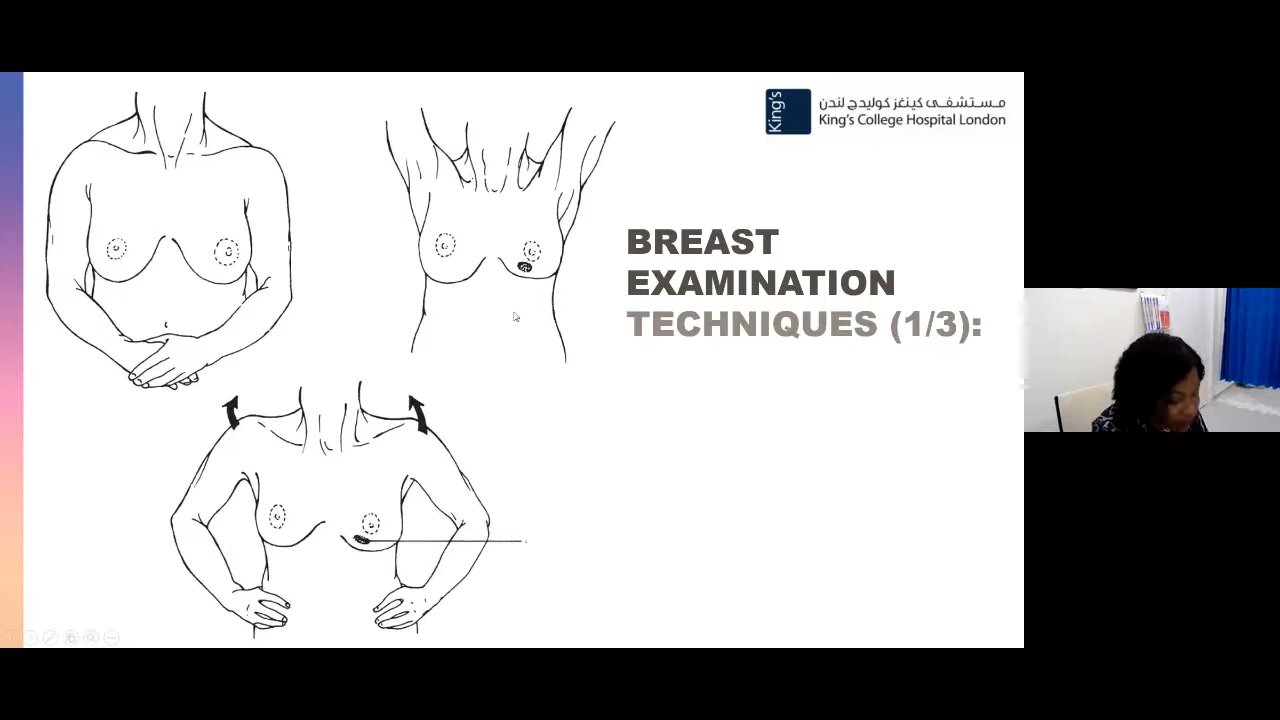 King's
مستشفى كينغز كوليدج لندن
King's College Hospital London
BREAST
EXAMINATION
TECHNIQUES (1/3):